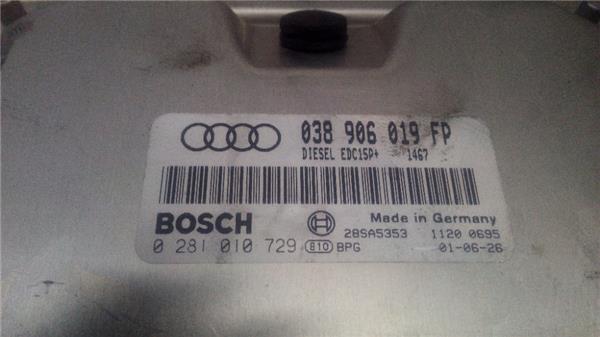 038 906 019 FP
DIESEL EDC15P+ 1467
BOSCH
Made in Germany
28SA5353 1120 0695
0 281 010 729 810 BPG 01-06-26